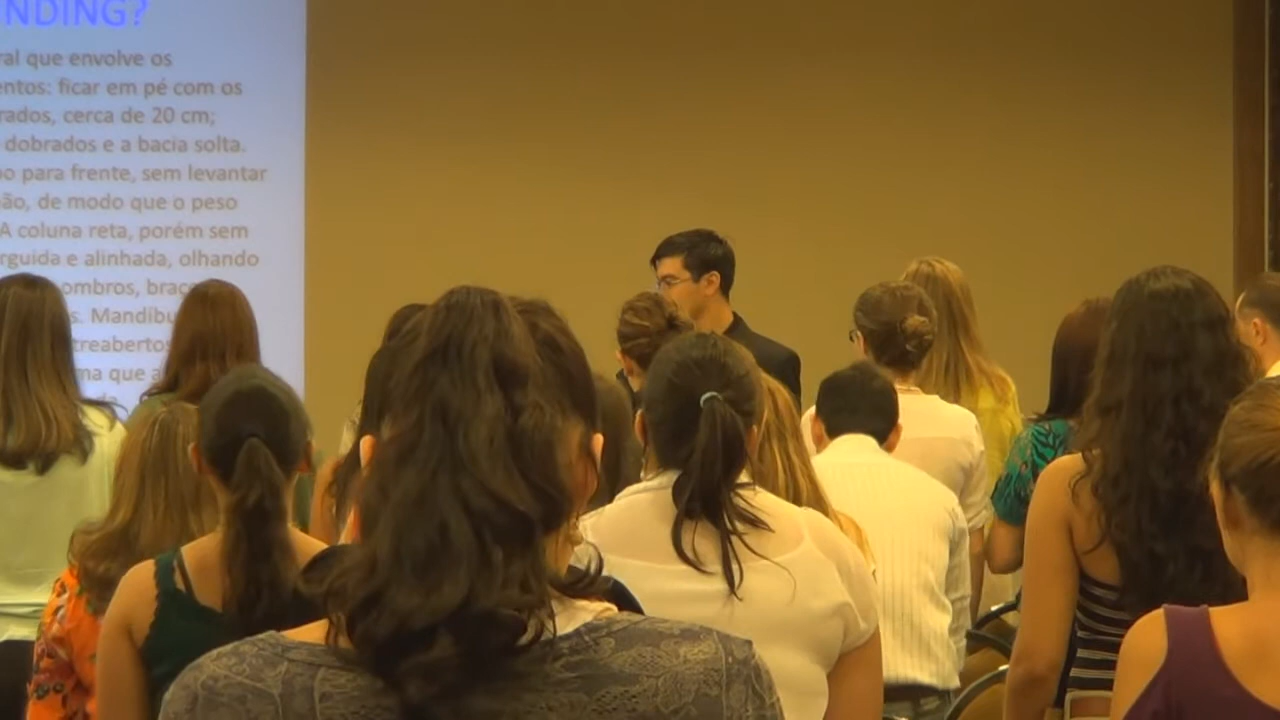 NDING?
ral que envolve os
entos: ficar em pé com os
rados, cerca de 20 cm;
dobrados e a bacia solta.
po para frente, sem levantar
ão, de modo que o peso
A coluna reta, porém sem
rguida e alinhada, olhando
ombros, braç
s. Mandíbu
treabertos
ma que a